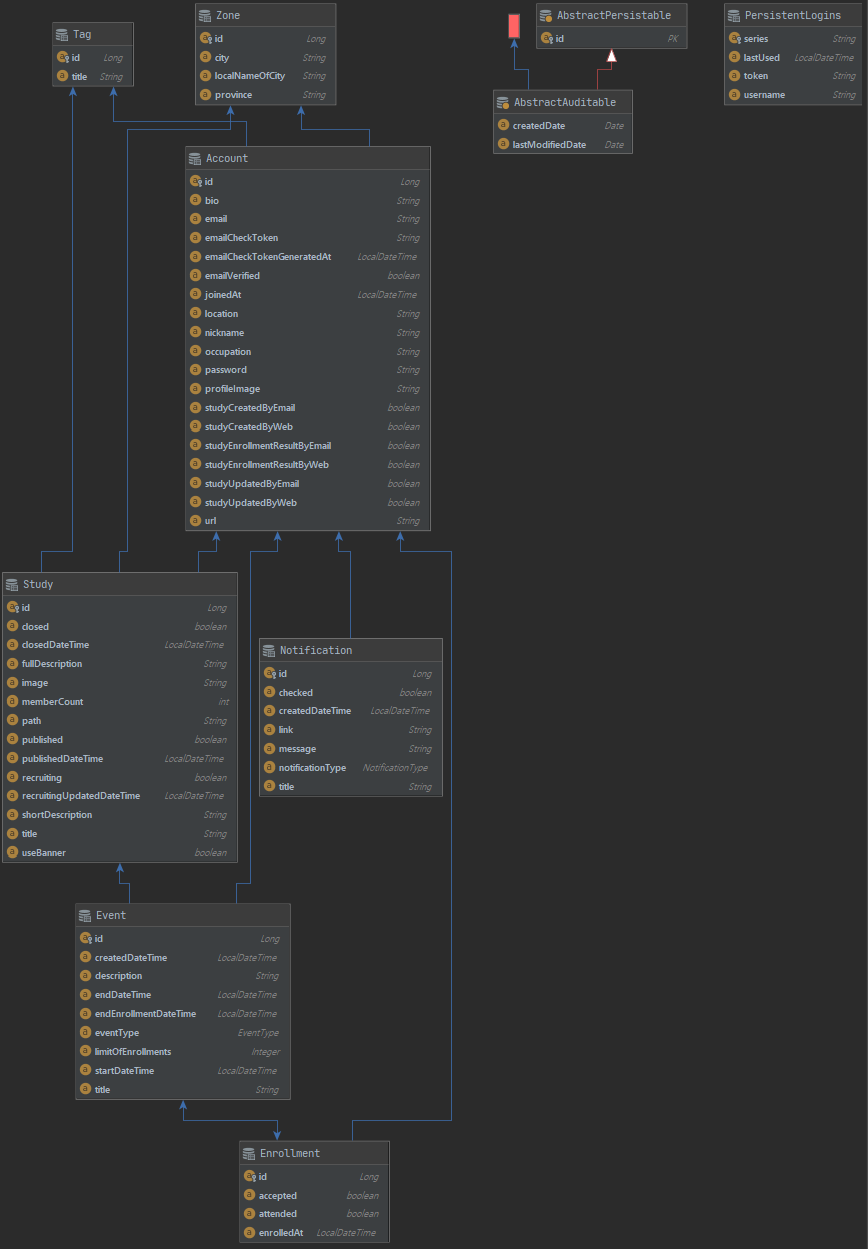 Tag
id Long
title String
Zone
id Long
city String
localNameOfCity String
province String
AbstractPersistable
id PK
PersistentLogins
series String
lastUsed LocalDateTime
token String
username String
AbstractAuditable
createdDate Date
lastModifiedDate Date
Account
id Long
bio String
email String
emailCheckToken String
emailCheckTokenGeneratedAt LocalDateTime
emailVerified boolean
joinedAt LocalDateTime
location String
nickname String
occupation String
password String
profileImage String
studyCreatedByEmail boolean
studyCreatedByWeb boolean
studyEnrollmentResultByEmail boolean
studyEnrollmentResultByWeb boolean
studyUpdatedByEmail boolean
studyUpdatedByWeb boolean
url String
Study
id Long
closed boolean
closedDateTime LocalDateTime
fullDescription String
image String
memberCount int
path String
published boolean
publishedDateTime LocalDateTime
recruiting boolean
recruitingUpdatedDateTime LocalDateTime
shortDescription String
title String
useBanner boolean
Notification
id Long
checked boolean
createdDateTime LocalDateTime
link String
message String
notificationType NotificationType
title String
Event
id Long
createdDateTime LocalDateTime
description String
endDateTime LocalDateTime
endEnrollmentDateTime LocalDateTime
eventType EventType
limitOfEnrollments Integer
startDateTime LocalDateTime
title String
Enrollment
id Long
accepted boolean
attended boolean
enrolledAt LocalDateTime